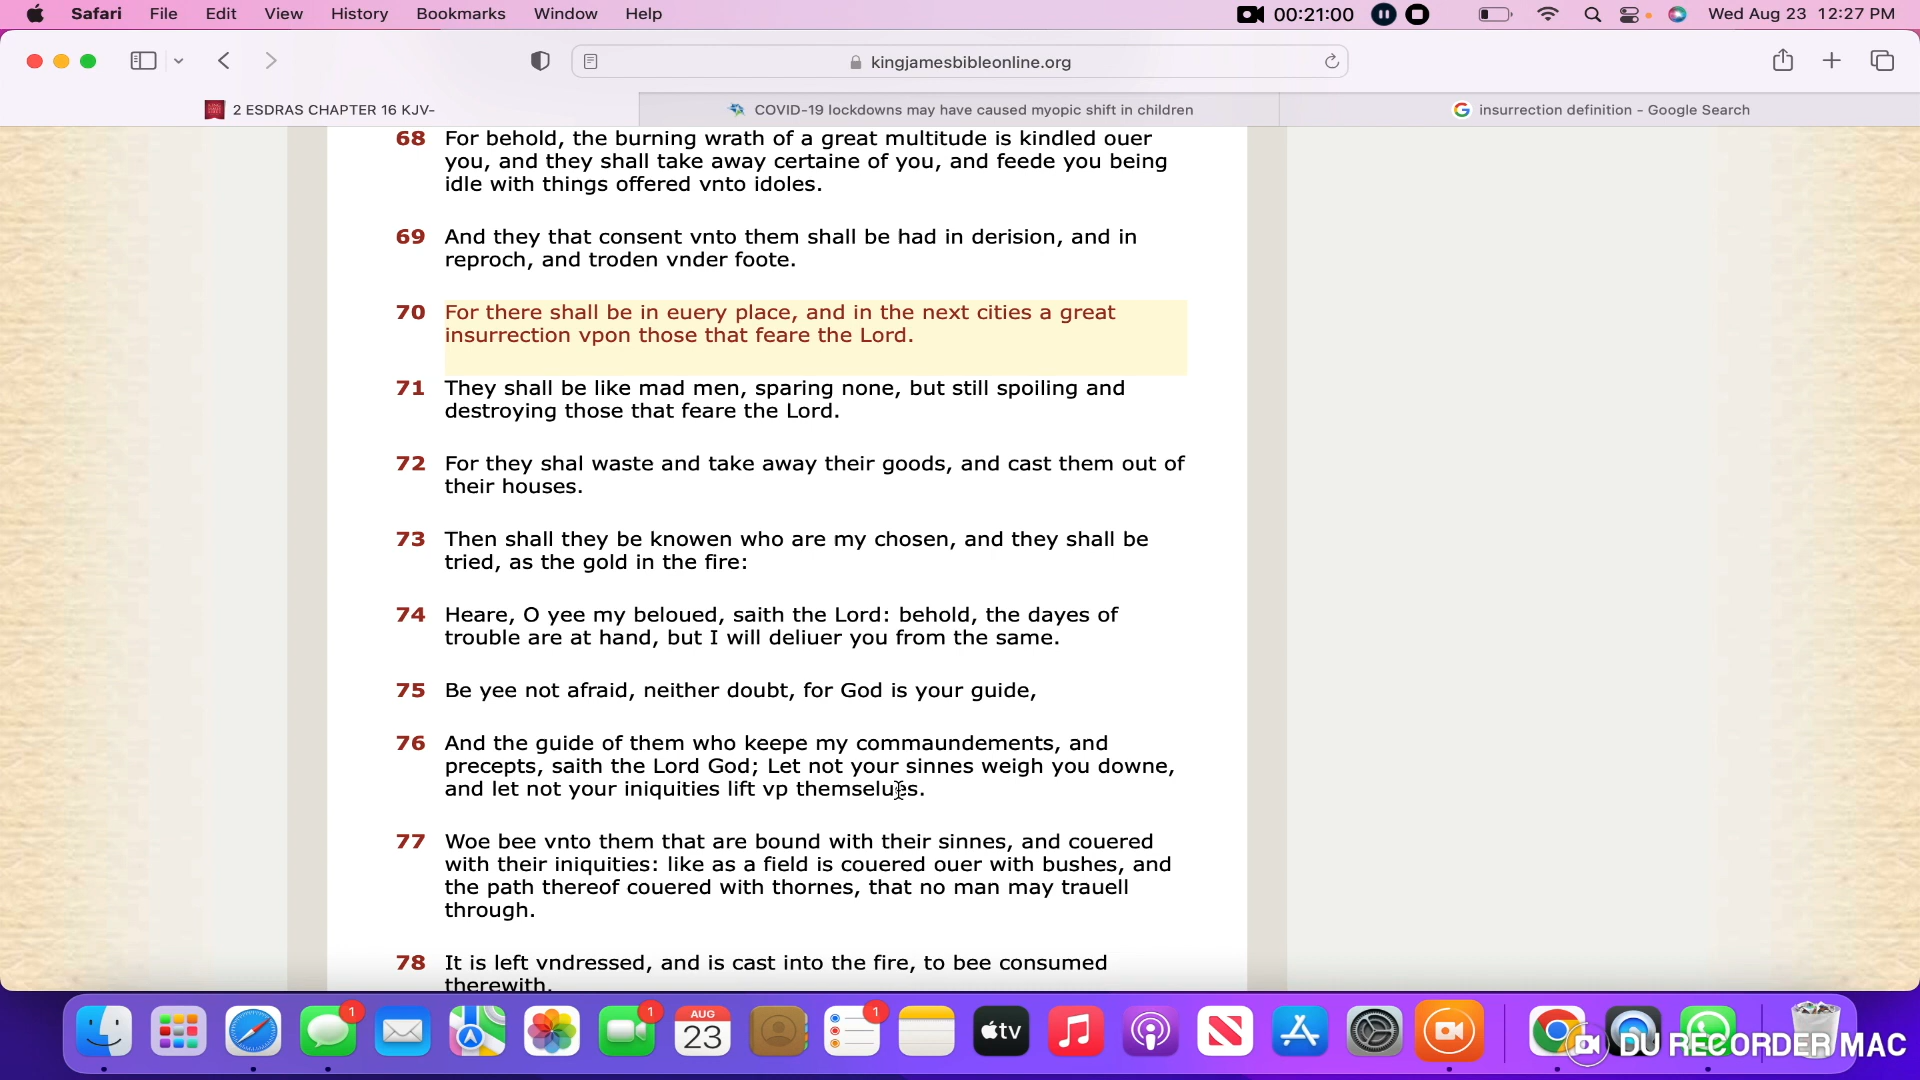 Safari File Edit View History Bookmarks Window Help 00:21:00 Wed Aug 23 12:27 PM
kingjamesbibleonline.org
2 ESDRAS CHAPTER 16 KJV- COVID-19 lockdowns may have caused myopic shift in children insurrection definition - Google Search
68 For behold, the burning wrath of a great multitude is kindled ouer
you, and they shall take away certaine of you, and feede you being
idle with things offered vnto idoles.
69 And they that consent vnto them shall be had in derision, and in
reproch, and troden vnder foote.
70 For there shall be in euery place, and in the next cities a great
insurrection vpon those that feare the Lord.
71 They shall be like mad men, sparing none, but still spoiling and
destroying those that feare the Lord.
72 For they shal waste and take away their goods, and cast them out of
their houses.
73 Then shall they be knowen who are my chosen, and they shall be
tried, as the gold in the fire:
74 Heare, O yee my beloued, saith the Lord: behold, the dayes of
trouble are at hand, but I will deliuer you from the same.
75 Be yee not afraid, neither doubt, for God is your guide,
76 And the guide of them who keepe my commaundements, and
precepts, saith the Lord God; Let not your sinnes weigh you downe,
and let not your iniquities lift vp themselues.
77 Woe bee vnto them that are bound with their sinnes, and couered
with their iniquities: like as a field is couered ouer with bushes, and
the path thereof couered with thornes, that no man may trauell
through.
78 It is left vndressed, and is cast into the fire, to bee consumed
therewith.
1 1 AUG 1
23 tv
DU RECORDER MAC